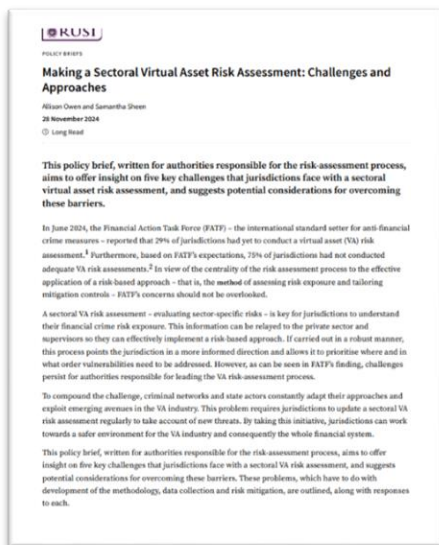 RUSI
POLICY BRIEFS
Making a Sectoral Virtual Asset Risk Assessment: Challenges and
Approaches
Allison Owen and Samantha Sheen
28 November 2024
Long Read
This policy brief, written for authorities responsible for the risk-assessment process,
aims to offer insight on five key challenges that jurisdictions face with a sectoral
virtual asset risk assessment, and suggests potential considerations for overcoming
these barriers.
In June 2024, the Financial Action Task Force (FATF) – the international standard setter for anti-financial
crime measures – reported that 29% of jurisdictions had yet to conduct a virtual asset (VA) risk
assessment.1 Furthermore, based on FATF's expectations, 75% of jurisdictions had not conducted
adequate VA risk assessments.2 In view of the centrality of the risk assessment process to the effective
application of a risk-based approach – that is, the method of assessing risk exposure and tailoring
mitigation controls – FATF's concerns should not be overlooked.
A sectoral VA risk assessment – evaluating sector-specific risks – is key for jurisdictions to understand
their financial crime risk exposure. This information can be relayed to the private sector and
supervisors so they can effectively implement a risk-based approach. If carried out in a robust manner,
this process points the jurisdiction in a more informed direction and allows it to prioritise where and in
what order vulnerabilities need to be addressed. However, as can be seen in FATF's finding, challenges
persist for authorities responsible for leading the VA risk-assessment process.
To compound the challenge, criminal networks and state actors constantly adapt their approaches and
exploit emerging avenues in the VA industry. This problem requires jurisdictions to update a sectoral VA
risk assessment regularly to take account of new threats. By taking this initiative, jurisdictions can work
towards a safer environment for the VA industry and consequently the whole financial system.
This policy brief, written for authorities responsible for the risk-assessment process, aims to offer
insight on five key challenges that jurisdictions face with a sectoral VA risk assessment, and suggests
potential considerations for overcoming these barriers. These problems, which have to do with
development of the methodology, data collection and risk mitigation, are outlined, along with responses
to each.